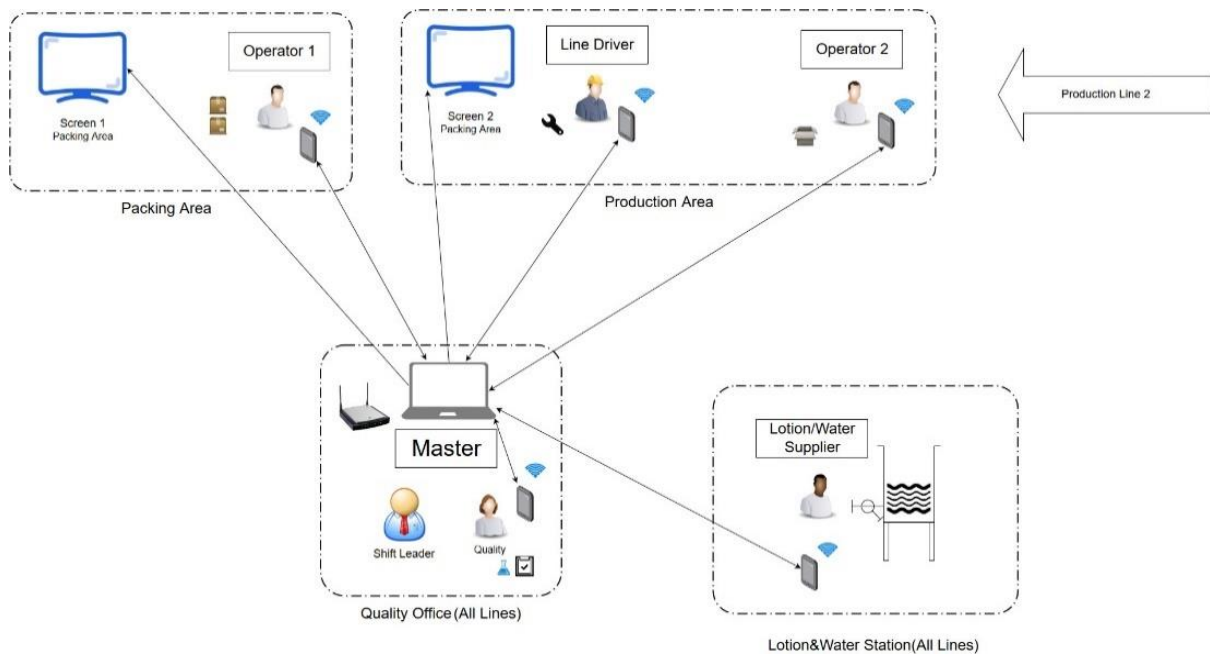 Operator 1
Screen 1
Packing Area
Packing Area
Line Driver
Operator 2
Screen 2
Packing Area
Production Area
Production Line 2
Master
Shift Leader
Quality
Quality Office(All Lines)
Lotion/Water
Supplier
Lotion&Water Station(All Lines)